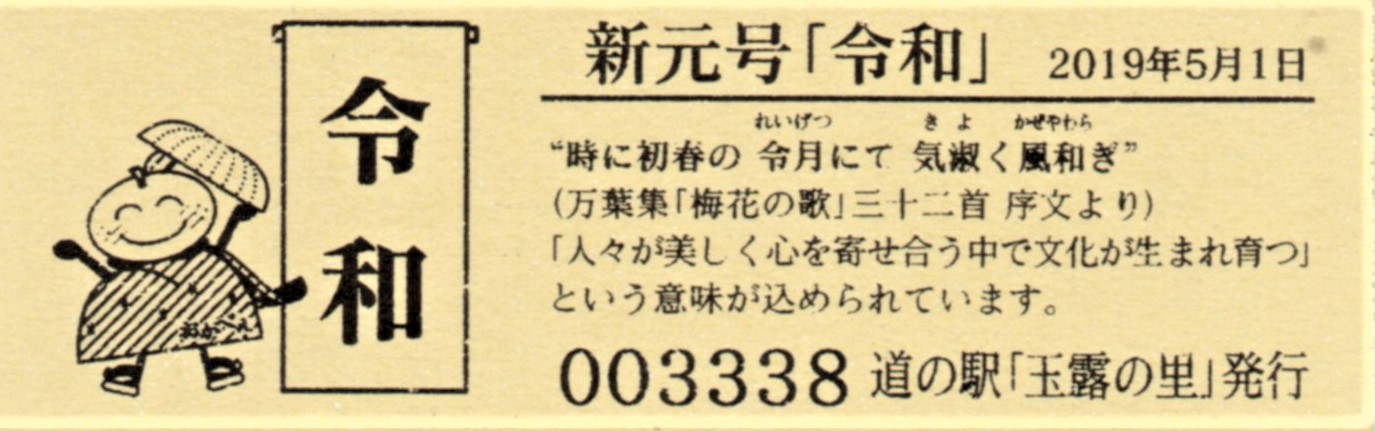 令和
おかべえ
新元号「令和」 2019年5月1日
れいげつ きよ かぜやわら
“時に初春の 令月にて 気淑く風和ぎ”
(万葉集「梅花の歌」三十二首 序文より)
「人々が美しく心を寄せ合う中で文化が生まれ育つ」
という意味が込められています。
003338 道の駅「玉露の里」発行